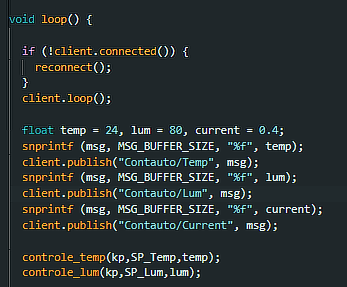 void loop() {
if (!client.connected()) {
reconnect();
}
client.loop();
float temp = 24, lum = 80, current = 0.4;
snprintf (msg, MSG_BUFFER_SIZE, "%f", temp);
client.publish("Contauto/Temp", msg);
snprintf (msg, MSG_BUFFER_SIZE, "%f", lum);
client.publish("Contauto/Lum", msg);
snprintf (msg, MSG_BUFFER_SIZE, "%f", current);
client.publish("Contauto/Current", msg);
controle_temp(kp,SP_Temp,temp);
controle_lum(kp,SP_Lum,lum);